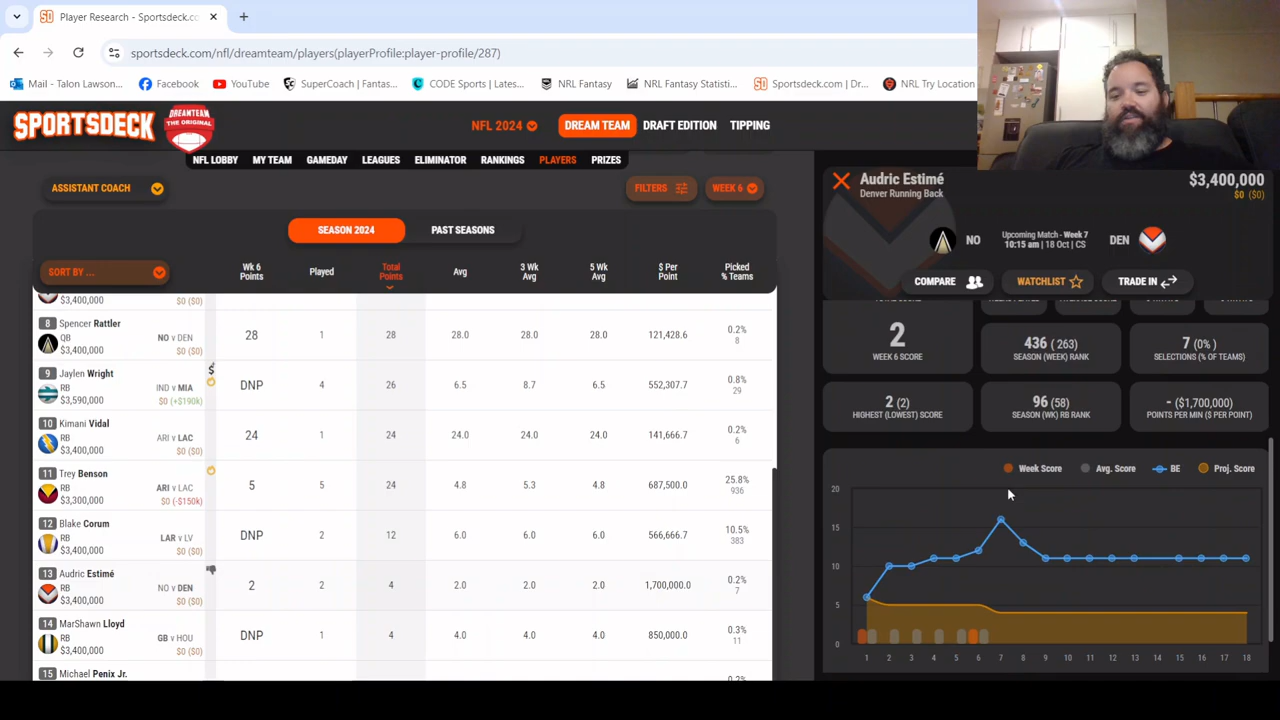 Player Research - Sportsdeck.cc
sportsdeck.com/nfl/dreamteam/players(playerProfile:player-profile/287)
Mail - Talon Lawson... Facebook YouTube SuperCoach | Fantas... CODE Sports | Lates... NRL Fantasy NRL Fantasy Statisti... Sportsdeck.com | Dr... NRL Try Location
SPORTSDECK DREAMTEAM THE ORIGINAL NFL 2024 DREAM TEAM DRAFT EDITION TIPPING
NFL LOBBY MY TEAM GAMEDAY LEAGUES ELIMINATOR RANKINGS PLAYERS PRIZES
ASSISTANT COACH FILTERS WEEK 6
SEASON 2024 PAST SEASONS
SORT BY ... Wk 6 Points Played Total Points Avg 3 Wk Avg 5 Wk Avg $ Per Point Picked % Teams
$3,400,000 $0 ($0)
8 Spencer Rattler
QB NO v DEN 28 1 28 28.0 28.0 28.0 121,428.6 0.2%
$3,400,000 $0 ($0) 8
9 Jaylen Wright $
RB IND v MIA DNP 4 26 6.5 8.7 6.5 552,307.7 0.8%
$3,590,000 $0 (+$190k) 29
10 Kimani Vidal
RB ARI v LAC 24 1 24 24.0 24.0 24.0 141,666.7 0.2%
$3,400,000 $0 ($0) 6
11 Trey Benson
RB ARI v LAC 5 5 24 4.8 5.3 4.8 687,500.0 25.8%
$3,300,000 $0 (-$150k) 936
12 Blake Corum
RB LAR v LV DNP 2 12 6.0 6.0 6.0 566,666.7 10.5%
$3,400,000 $0 ($0) 383
13 Audric Estimé
RB NO v DEN 2 2 4 2.0 2.0 2.0 1,700,000.0 0.2%
$3,400,000 $0 ($0) 7
14 MarShawn Lloyd
RB GB v HOU DNP 1 4 4.0 4.0 4.0 850,000.0 0.3%
$3,400,000 $0 ($0) 11
15 Michael Penix Jr.
Audric Estimé $3,400,000
Denver Running Back $0 ($0)
NO Upcoming Match - Week 7 DEN
10:15 am | 18 Oct | CS
COMPARE WATCHLIST TRADE IN
2 436 ( 263) 7 (0% )
WEEK 6 SCORE SEASON (WEEK) RANK SELECTIONS (% OF TEAMS)
2 (2) 96 (58) - ($1,700,000)
HIGHEST (LOWEST) SCORE SEASON (WK) RB RANK POINTS PER MIN ($ PER POINT)
Week Score Avg. Score BE Proj. Score
20
15
10
5
0
1 2 3 4 5 6 7 8 9 10 11 12 13 14 15 16 17 18